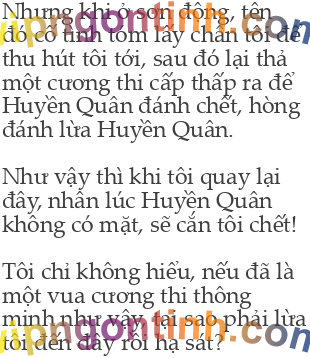 Nhưng khi ở sơn động, tên
đó cố tình tóm lấy chân tôi để
thu hút tôi tới, sau đó lại thả
một cương thi cấp thấp ra để
Huyền Quân đánh chết, hòng
đánh lừa Huyền Quân.
Như vậy thì khi tôi quay lại
đây, nhân lúc Huyền Quân
không có mặt, sẽ cắn tôi chết!
Tôi chỉ không hiểu, nếu đã là
một vua cương thi thông
minh như vậy, tại sao phải lừa
tôi đến đây rồi hạ sát?
vipngontinh.com
vipngontinh.com